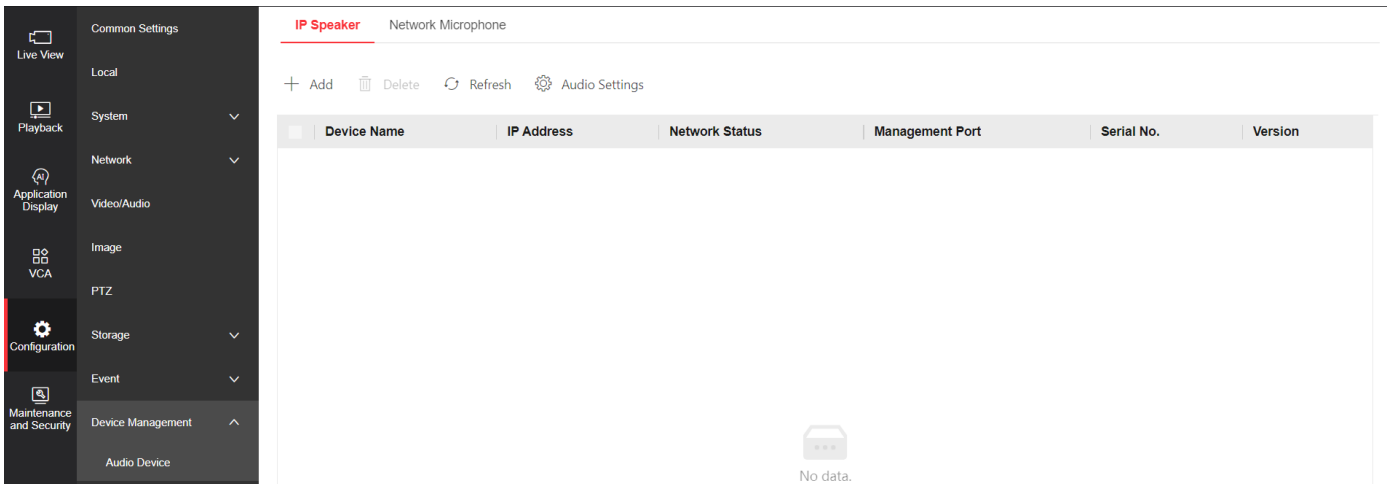 Live View
Playback
AI
Application
Display
VCA
Configuration
Maintenance
and Security
Common Settings
Local
System
Network
Video/Audio
Image
PTZ
Storage
Event
Device Management
Audio Device
IP Speaker Network Microphone
+ Add Delete Refresh Audio Settings
Device Name IP Address Network Status Management Port Serial No. Version
No data.